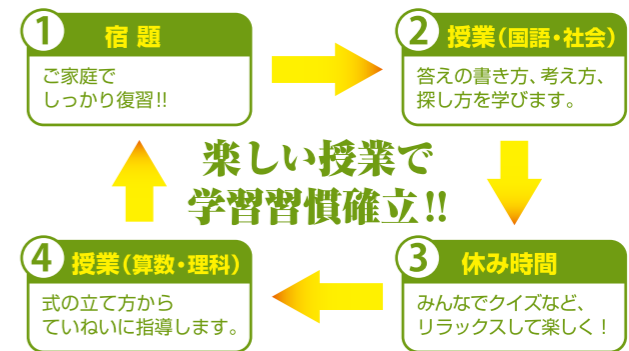 ① 宿題
ご家庭で
しっかり復習!!
② 授業(国語・社会)
答えの書き方、考え方、
探し方を学びます。
楽しい授業で
学習習慣確立!!
③ 休み時間
みんなでクイズなど、
リラックスして楽しく！
④ 授業(算数・理科)
式の立て方から
ていねいに指導します。